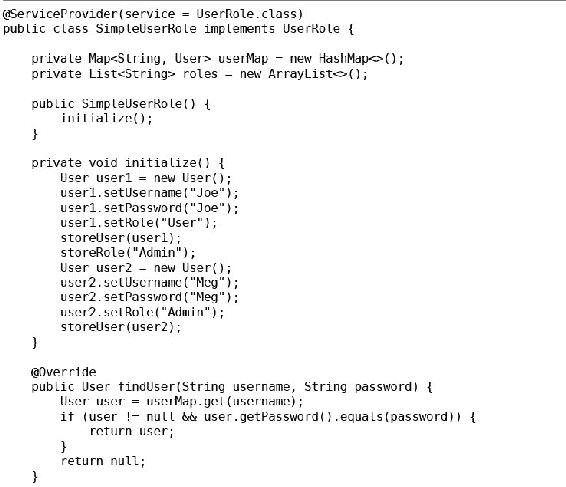 @ServiceProvider(service = UserRole.class)
public class SimpleUserRole implements UserRole {
private Map<String, User> userMap = new HashMap<>();
private List<String> roles = new ArrayList<>();
public SimpleUserRole() {
initialize();
}
private void initialize() {
User user1 = new User();
user1.setUsername("Joe");
user1.setPassword("Joe");
user1.setRole("User");
storeUser(user1);
storeRole("Admin");
User user2 = new User();
user2.setUsername("Meg");
user2.setPassword("Meg");
user2.setRole("Admin");
storeUser(user2);
}
@Override
public User findUser(String username, String password) {
User user = userMap.get(username);
if (user != null && user.getPassword().equals(password)) {
return user;
}
return null;
}